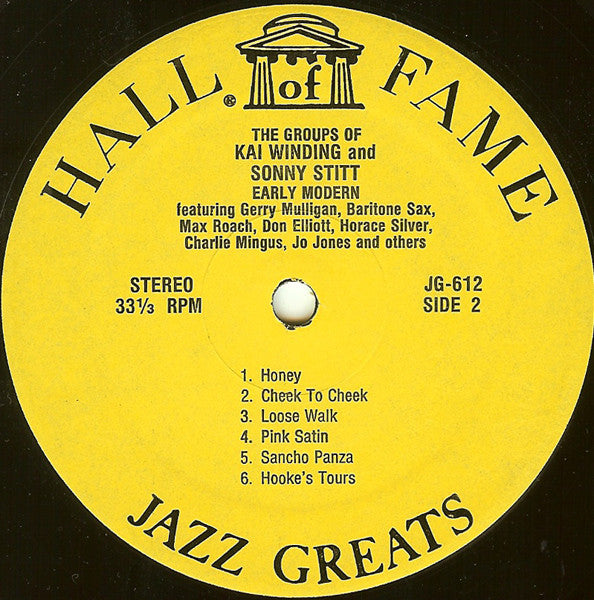 HALL of FAME
®
THE GROUPS OF
KAI WINDING and
SONNY STITT
EARLY MODERN
featuring Gerry Mulligan, Baritone Sax,
Max Roach, Don Elliott, Horace Silver,
Charlie Mingus, Jo Jones and others
STEREO
33⅓ RPM
JG-612
SIDE 2
1. Honey
2. Cheek To Cheek
3. Loose Walk
4. Pink Satin
5. Sancho Panza
6. Hooke's Tours
JAZZ GREATS